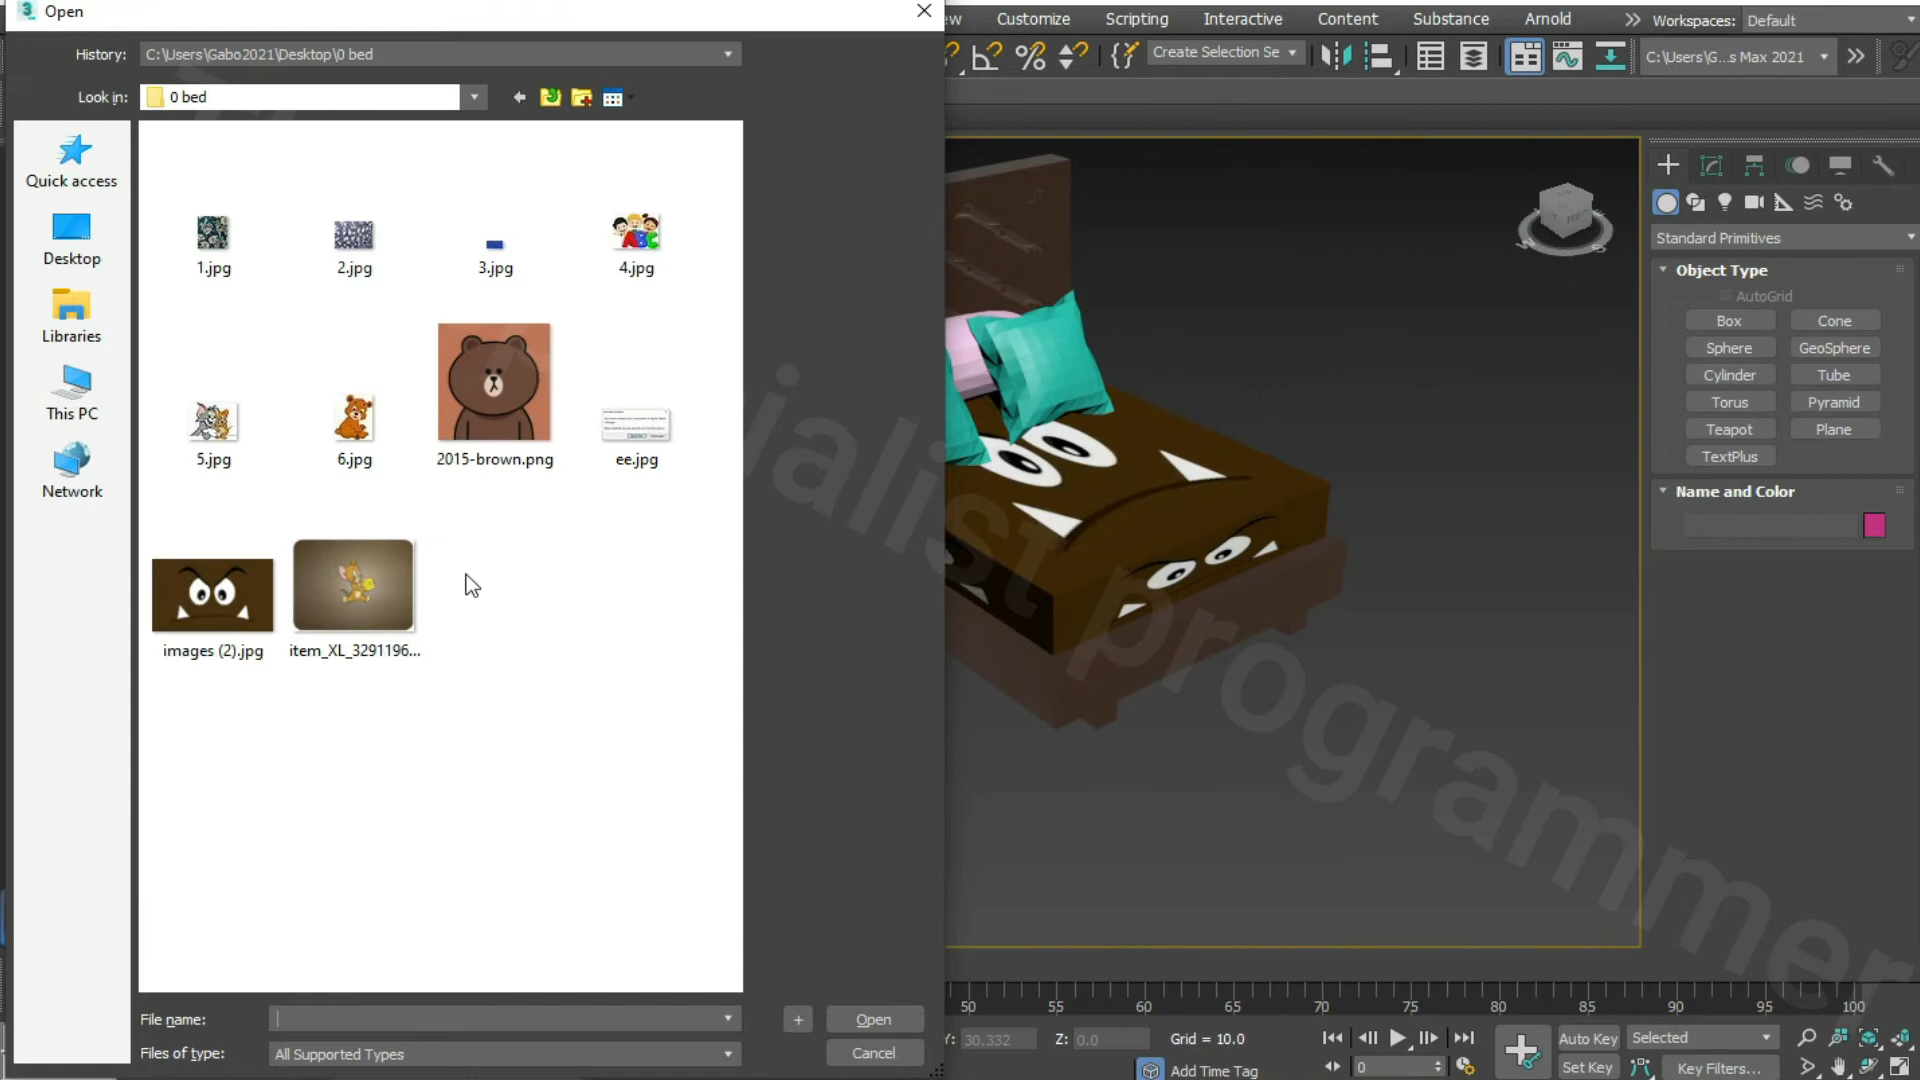 Open
History:
C:\Users\Gabo2021\Desktop\0 bed
Look in:
0 bed
Quick access
Desktop
Libraries
This PC
Network
1.jpg
2.jpg
3.jpg
4.jpg
ABC
5.jpg
6.jpg
2015-brown.png
ee.jpg
images (2).jpg
item_XL_3291196...
File name:
Files of type:
All Supported Types
+
Open
Cancel
Customize
Scripting
Interactive
Content
Substance
Arnold
Workspaces:
Default
Create Selection Se
C:\Users\G...s Max 2021
Standard Primitives
Object Type
AutoGrid
Box
Cone
Sphere
GeoSphere
Cylinder
Tube
Torus
Pyramid
Teapot
Plane
TextPlus
Name and Color
programmer
50 55 60 65 70 75 80 85 90 95 100
Y: 30.332
Z: 0.0
Grid = 10.0
Add Time Tag
0
Auto Key
Selected
Set Key
Key Filters...